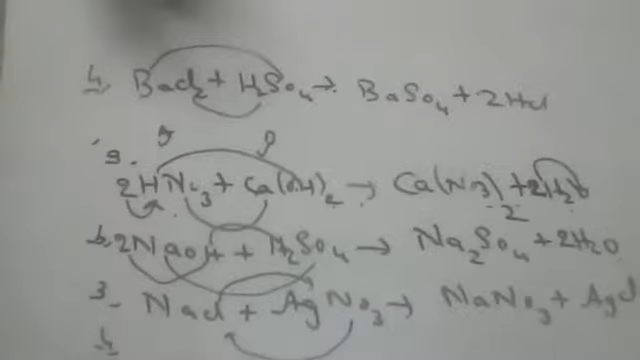 4. BaCl2 + H2SO4 → BaSO4 + 2HCl
2HNO3 + Ca(OH)2 → Ca(NO3)2 + 2H2O
b. 2NaOH + H2SO4 → Na2SO4 + 2H2O
3. NaCl + AgNO3 → NaNO3 + AgCl